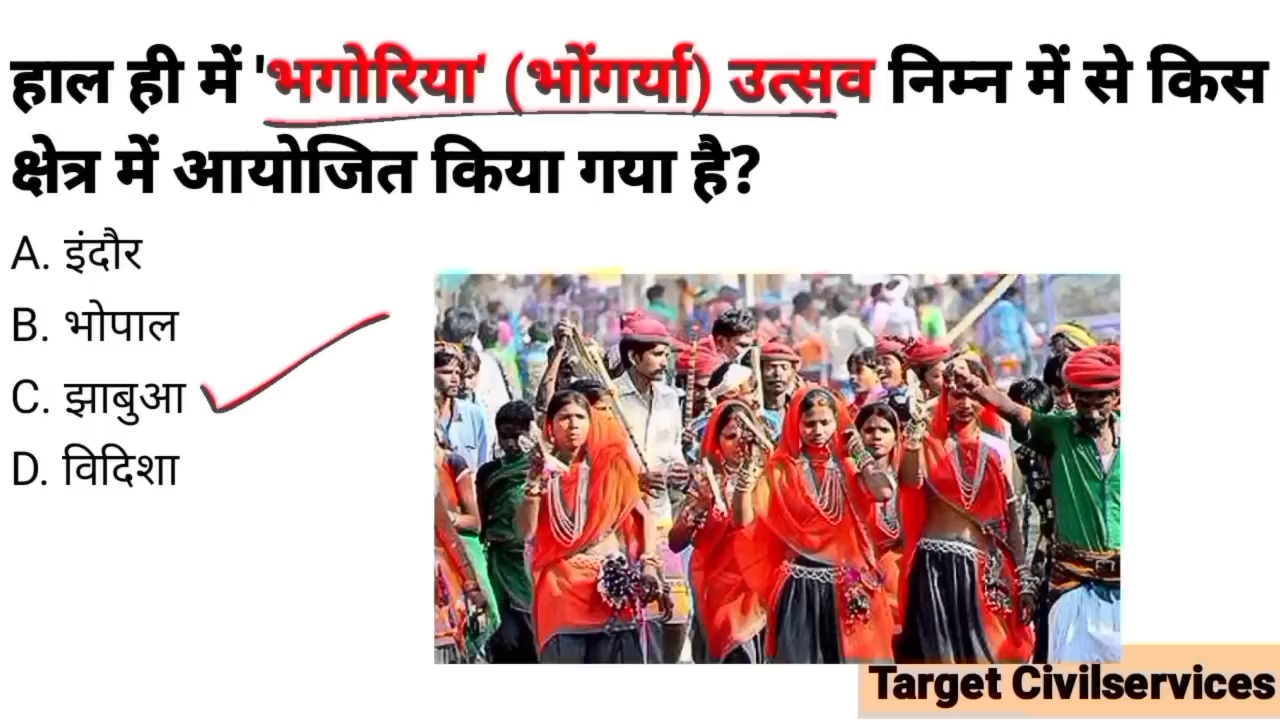 हाल ही में 'भगोरिया' (भोंगर्या) उत्सव निम्न में से किस
क्षेत्र में आयोजित किया गया है?
A. इंदौर
B. भोपाल
C. झाबुआ
D. विदिशा
Target Civilservices